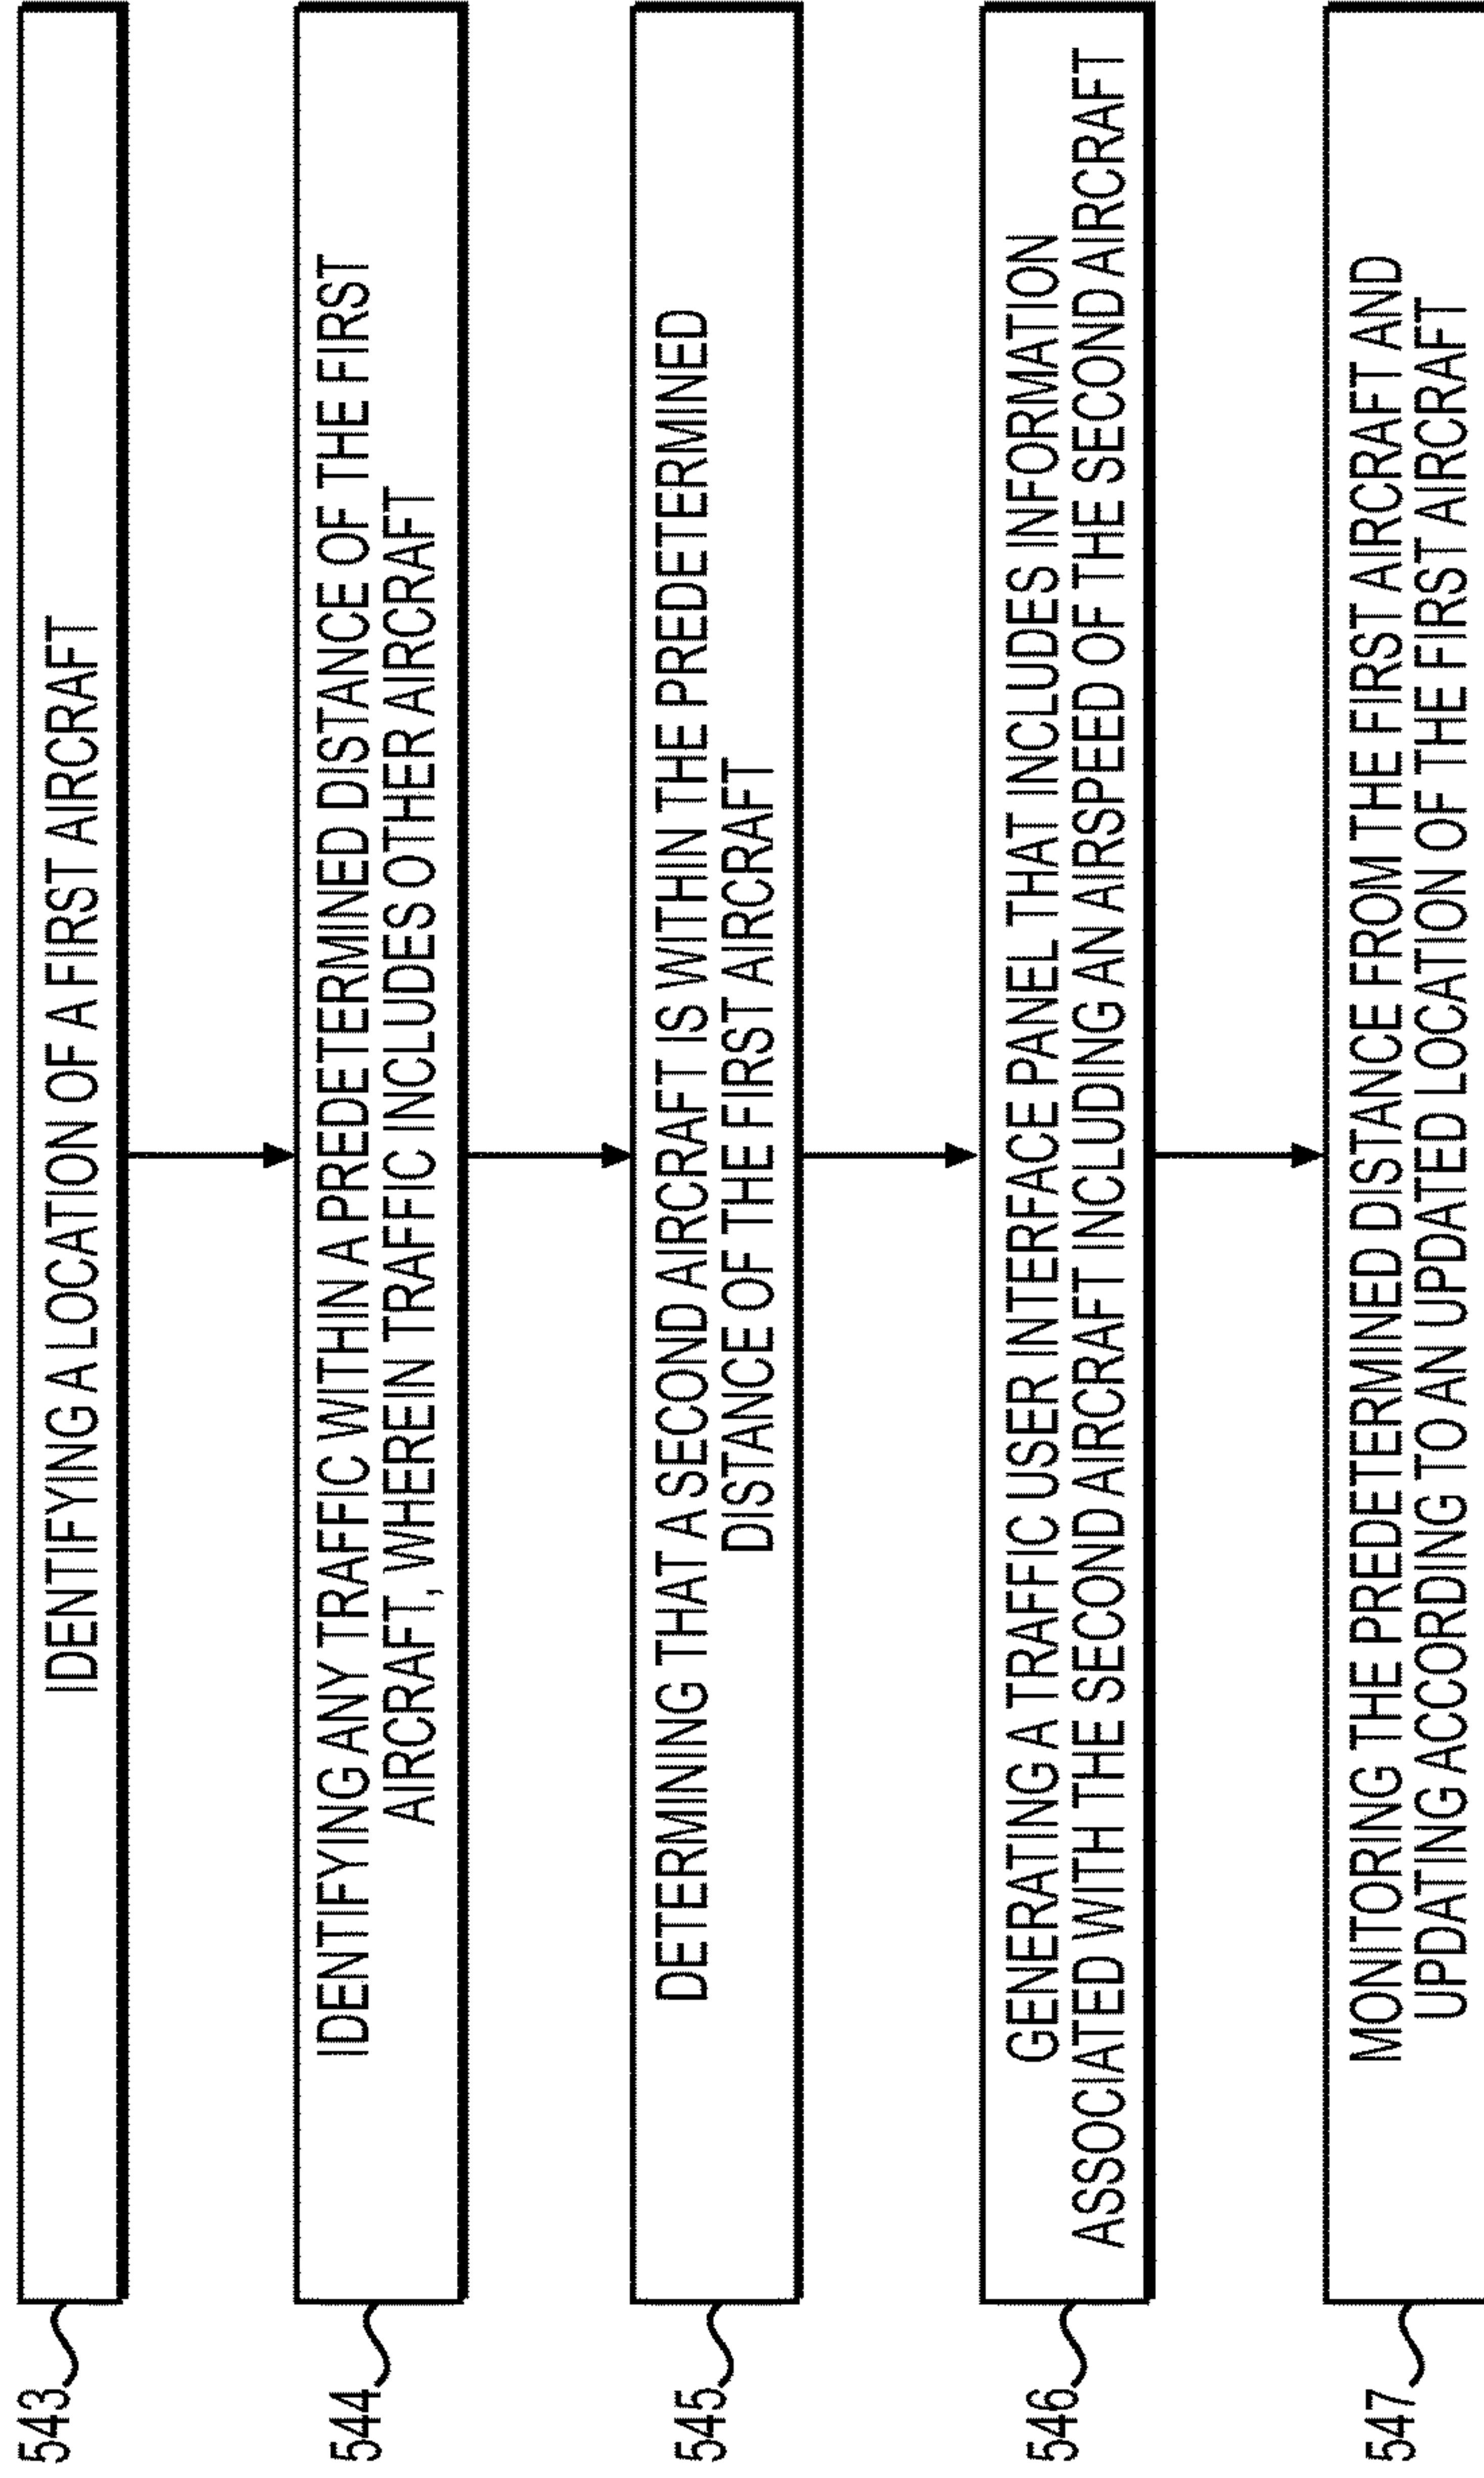 543
IDENTIFYING A LOCATION OF A FIRST AIRCRAFT
544
IDENTIFYING ANY TRAFFIC WITHIN A PREDETERMINED DISTANCE OF THE FIRST
AIRCRAFT, WHEREIN TRAFFIC INCLUDES OTHER AIRCRAFT
545
DETERMINING THAT A SECOND AIRCRAFT IS WITHIN THE PREDETERMINED
DISTANCE OF THE FIRST AIRCRAFT
546
GENERATING A TRAFFIC USER INTERFACE PANEL THAT INCLUDES INFORMATION
ASSOCIATED WITH THE SECOND AIRCRAFT INCLUDING AN AIRSPEED OF THE SECOND AIRCRAFT
547
MONITORING THE PREDETERMINED DISTANCE FROM THE FIRST AIRCRAFT AND
UPDATING ACCORDING TO AN UPDATED LOCATION OF THE FIRST AIRCRAFT